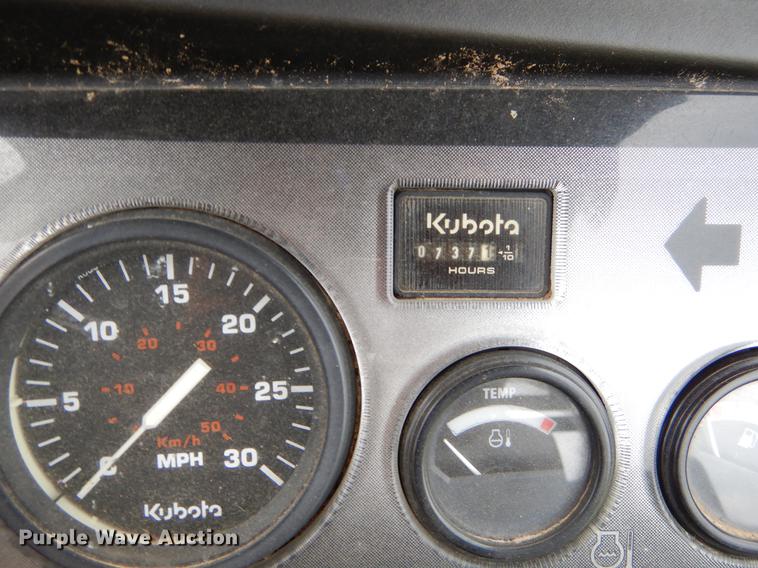 Kubota
0 7 3 7 1 ◄ 1/10
HOURS
0
5
10
15
20
25
30
10
20
30
40
50
Km/h
MPH
Kubota
TEMP
Purple Wave Auction